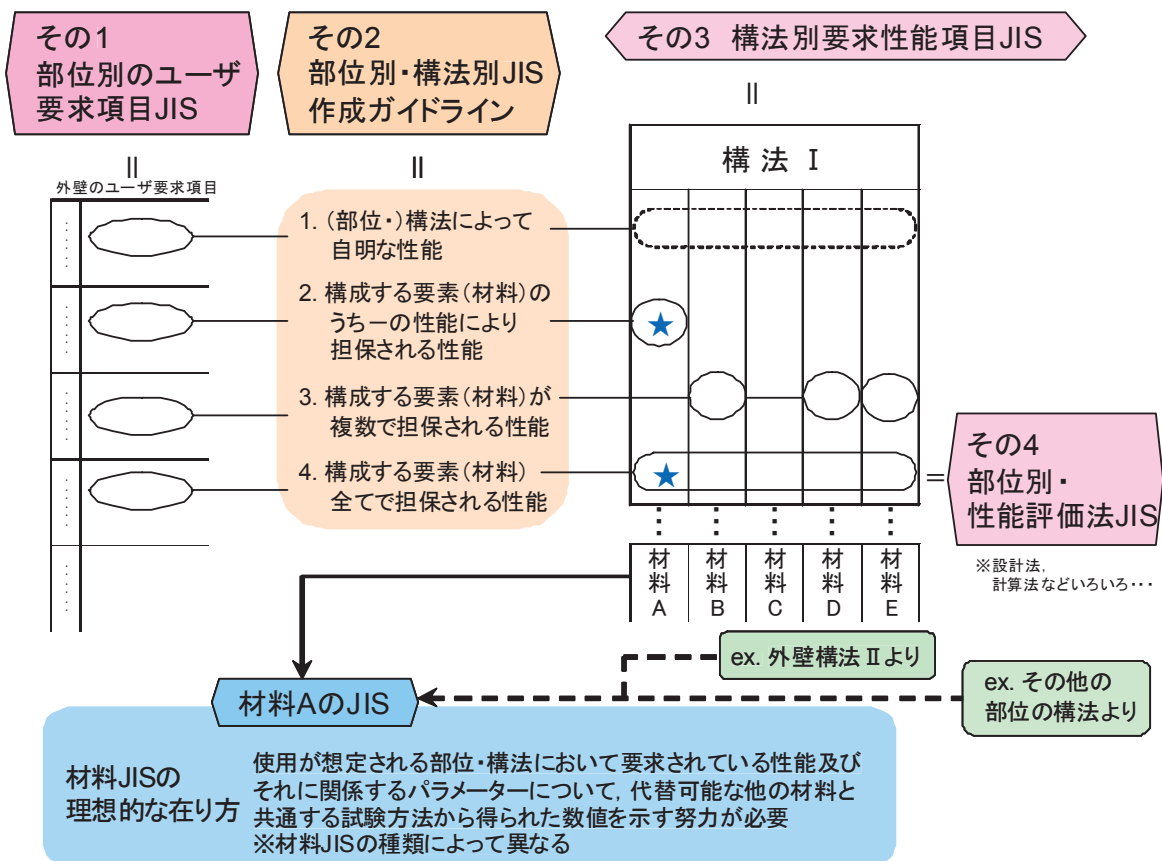 その1
部位別のユーザ
要求項目JIS
その2
部位別・構法別JIS
作成ガイドライン
その3 構法別要求性能項目JIS
=
=
=
外壁のユーザ要求項目
構 法 Ⅰ
1. (部位・)構法によって
自明な性能
2. 構成する要素(材料)の
うち一の性能により
担保される性能
3. 構成する要素(材料)が
複数で担保される性能
4. 構成する要素(材料)
全てで担保される性能
★
★
=
その4
部位別・
性能評価法JIS
※設計法,
計算法などいろいろ・・・
材料A
材料B
材料C
材料D
材料E
ex. 外壁構法Ⅱより
ex. その他の
部位の構法より
材料AのJIS
材料JISの
理想的な在り方
使用が想定される部位・構法において要求されている性能及び
それに関係するパラメーターについて, 代替可能な他の材料と
共通する試験方法から得られた数値を示す努力が必要
※材料JISの種類によって異なる